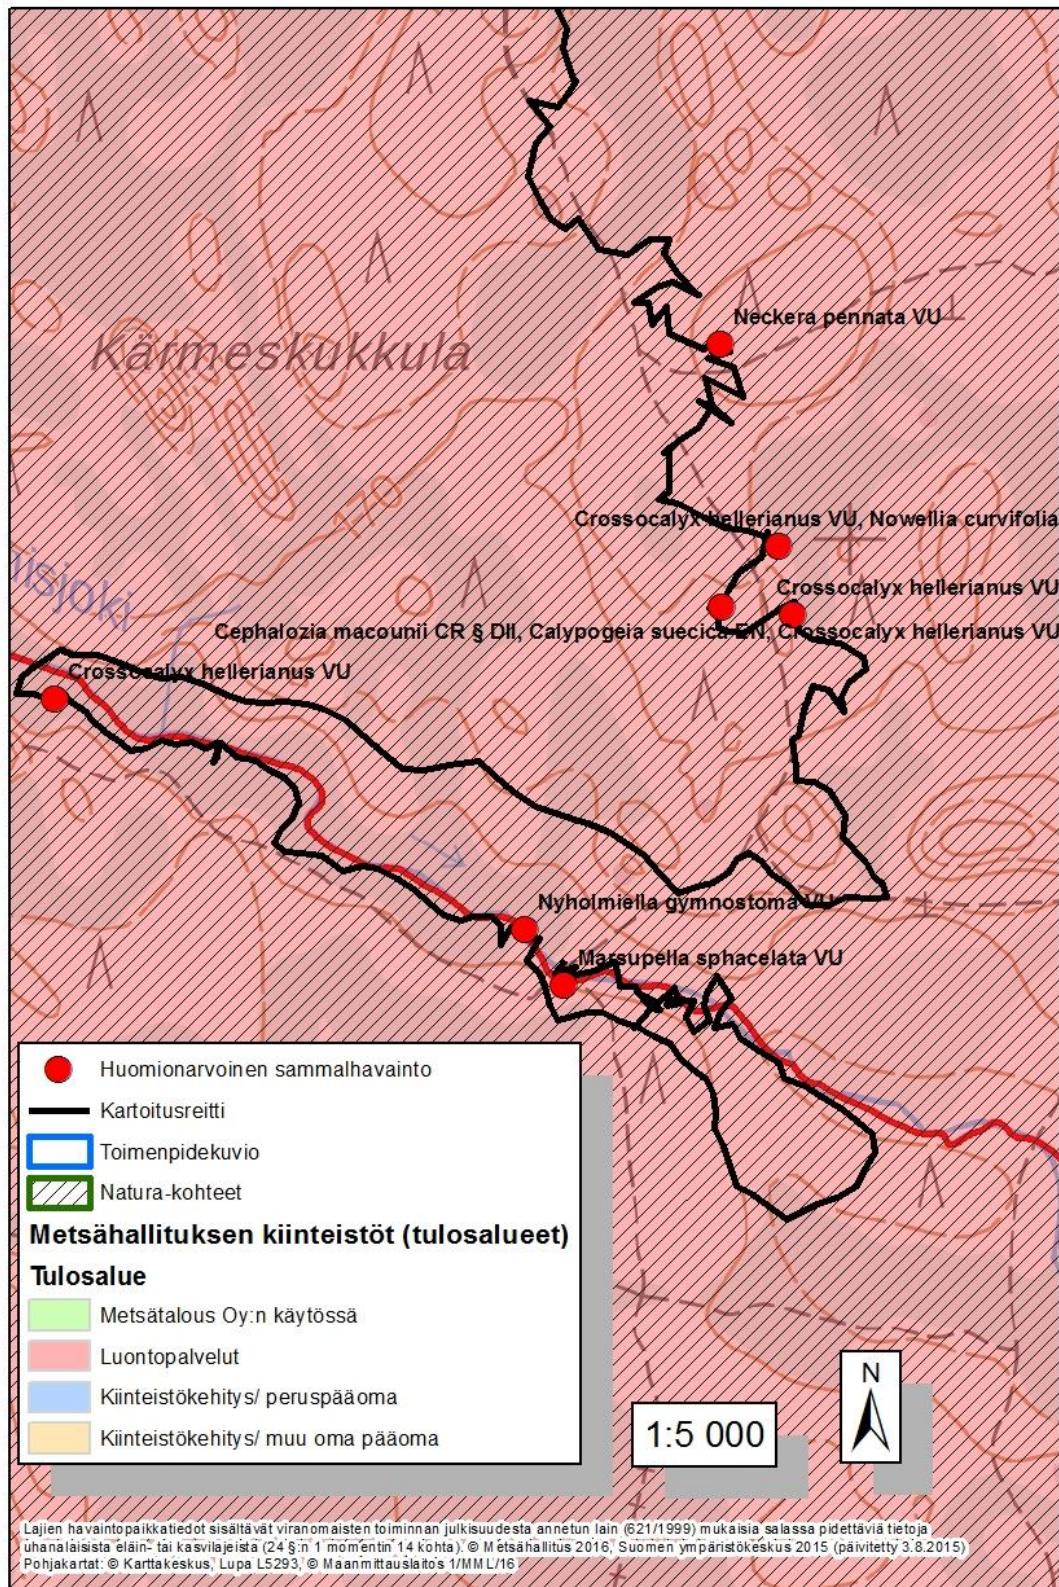 Neckera pennata VU
Kärmeskukkula
170
Crossocalyx hellerianus VU, Nowellia curvifolia
Crossocalyx hellerianus VU
Cephalozia macounii CR § DII, Calypogeia suecica EN, Crossocalyx hellerianus VU
isjoki
Crossocalyx hellerianus VU
Nyholmiella gymnostoma VU
Marsupella sphacelata VU
Huomionarvoinen sammalhavainto
Kartoitusreitti
Toimenpidekuvio
Natura-kohteet
Metsähallituksen kiinteistöt (tulosalueet)
Tulosalue
Metsätalous Oy:n käytössä
Luontopalvelut
Kiinteistökehitys/ peruspääoma
Kiinteistökehitys/ muu oma pääoma
N
1:5 000
Lajien havaintopaikkatiedot sisältävät viranomaisten toiminnan julkisuudesta annetun lain (621/1999) mukaisia salassa pidettäviä tietoja
uhanalaisista eläin- tai kasvilajeista (24 §:n 1 momentin 14 kohta). © Metsähallitus 2016, Suomen ympäristökeskus 2015 (päivitetty 3.8.2015)
Pohjakartat: © Karttakeskus, Lupa L5293, © Maanmittauslaitos 1/MML/16